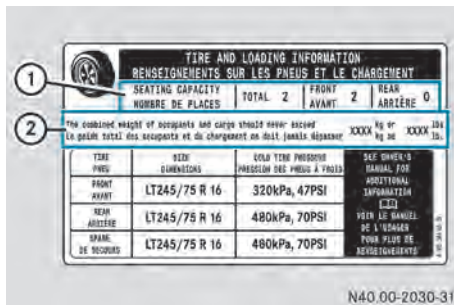 TIRE AND LOADING INFORMATION
RENSEIGNEMENTS SUR LES PNEUS ET LE CHARGEMENT
1
SEATING CAPACITY
NOMBRE DE PLACES
TOTAL 2
FRONT
AVANT
2
REAR
ARRIÈRE
0
2
The combined weight of occupants and cargo should never exceed
Le poids total des occupants et du chargement ne doit jamais dépasser
XXXX
kg or
kg ou
XXXX
lbs
lbs.
TIRE
PNEU
SIZE
DIMENSIONS
COLD TIRE PRESSURE
PRESSION DES PNEUS À FROID
SEE OWNER'S
MANUAL FOR
ADDITIONAL
INFORMATION
VOIR LE MANUEL
DE L'USAGER
POUR PLUS DE
RENSEIGNEMENTS
FRONT
AVANT
LT245/75 R 16
320kPa, 47PSI
REAR
ARRIÈRE
LT245/75 R 16
480kPa, 70PSI
SPARE
DE SECOURS
LT245/75 R 16
480kPa, 70PSI
N40.00-2030-31